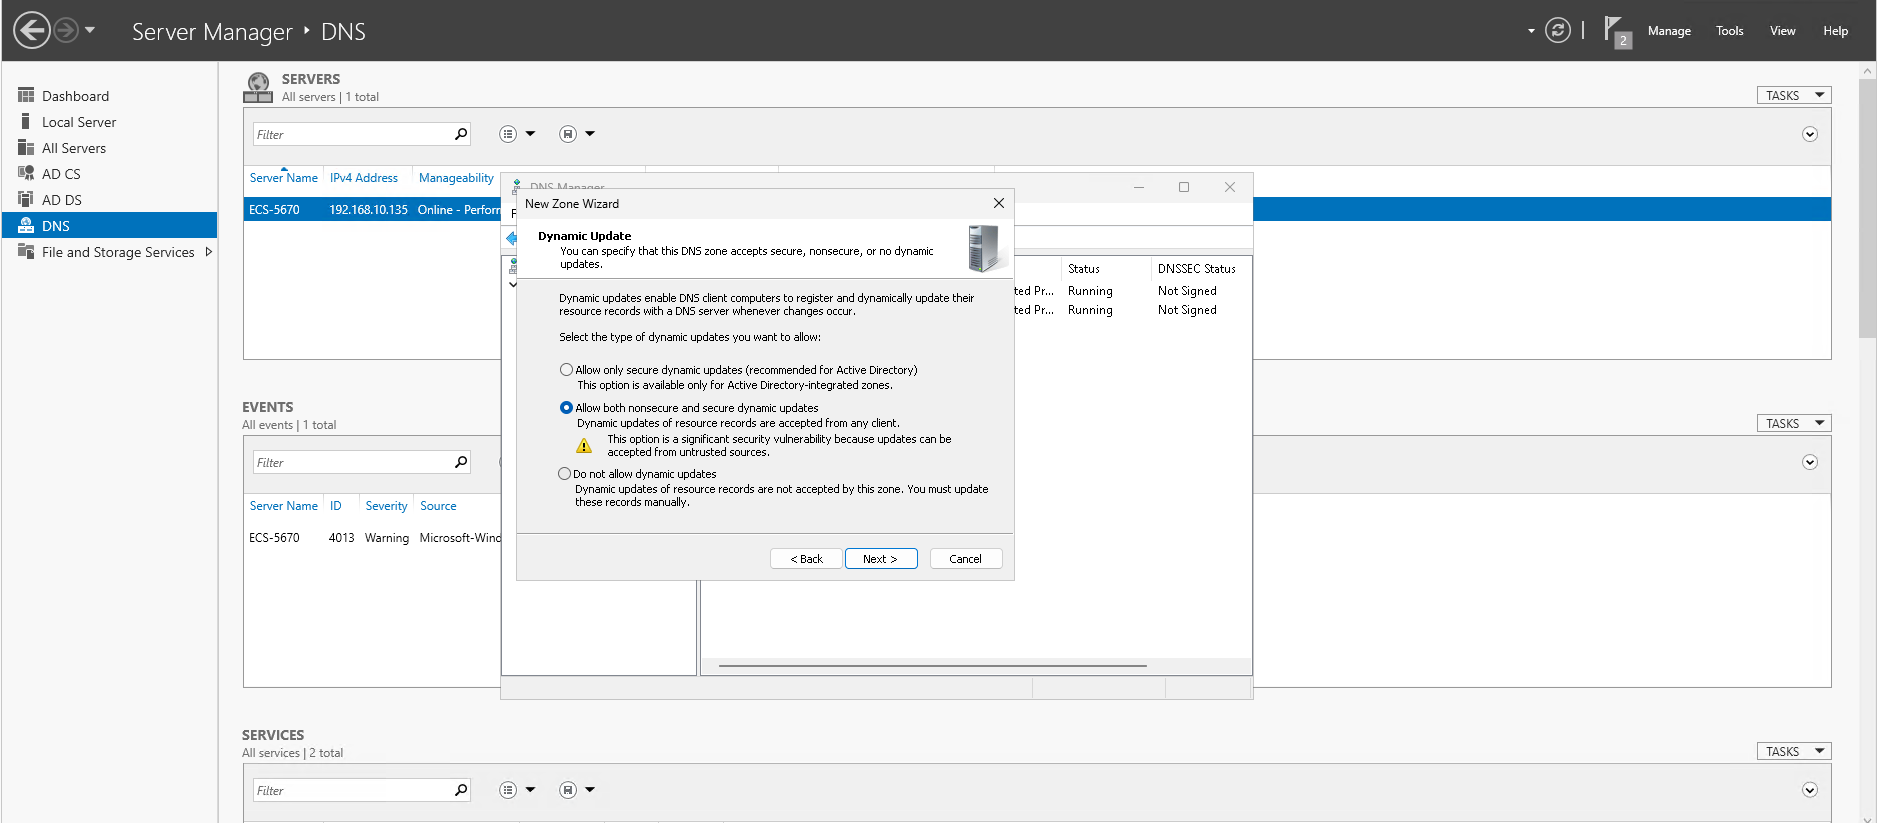 Server Manager ‣ DNS
2
Manage Tools View Help
Dashboard
Local Server
All Servers
AD CS
AD DS
DNS
File and Storage Services
SERVERS
All servers | 1 total
TASKS
Filter
Server Name IPv4 Address Manageability
ECS-5670 192.168.10.135 Online - Perform
EVENTS
All events | 1 total
TASKS
Filter
Server Name ID Severity Source
ECS-5670 4013 Warning Microsoft-Wind
SERVICES
All services | 2 total
TASKS
Filter
DNS Manager
Status DNSSEC Status
ted Pr... Running Not Signed
ted Pr... Running Not Signed
New Zone Wizard
Dynamic Update
You can specify that this DNS zone accepts secure, nonsecure, or no dynamic
updates.
Dynamic updates enable DNS client computers to register and dynamically update their
resource records with a DNS server whenever changes occur.
Select the type of dynamic updates you want to allow:
Allow only secure dynamic updates (recommended for Active Directory)
This option is available only for Active Directory-integrated zones.
Allow both nonsecure and secure dynamic updates
Dynamic updates of resource records are accepted from any client.
This option is a significant security vulnerability because updates can be
accepted from untrusted sources.
Do not allow dynamic updates
Dynamic updates of resource records are not accepted by this zone. You must update
these records manually.
< Back Next > Cancel